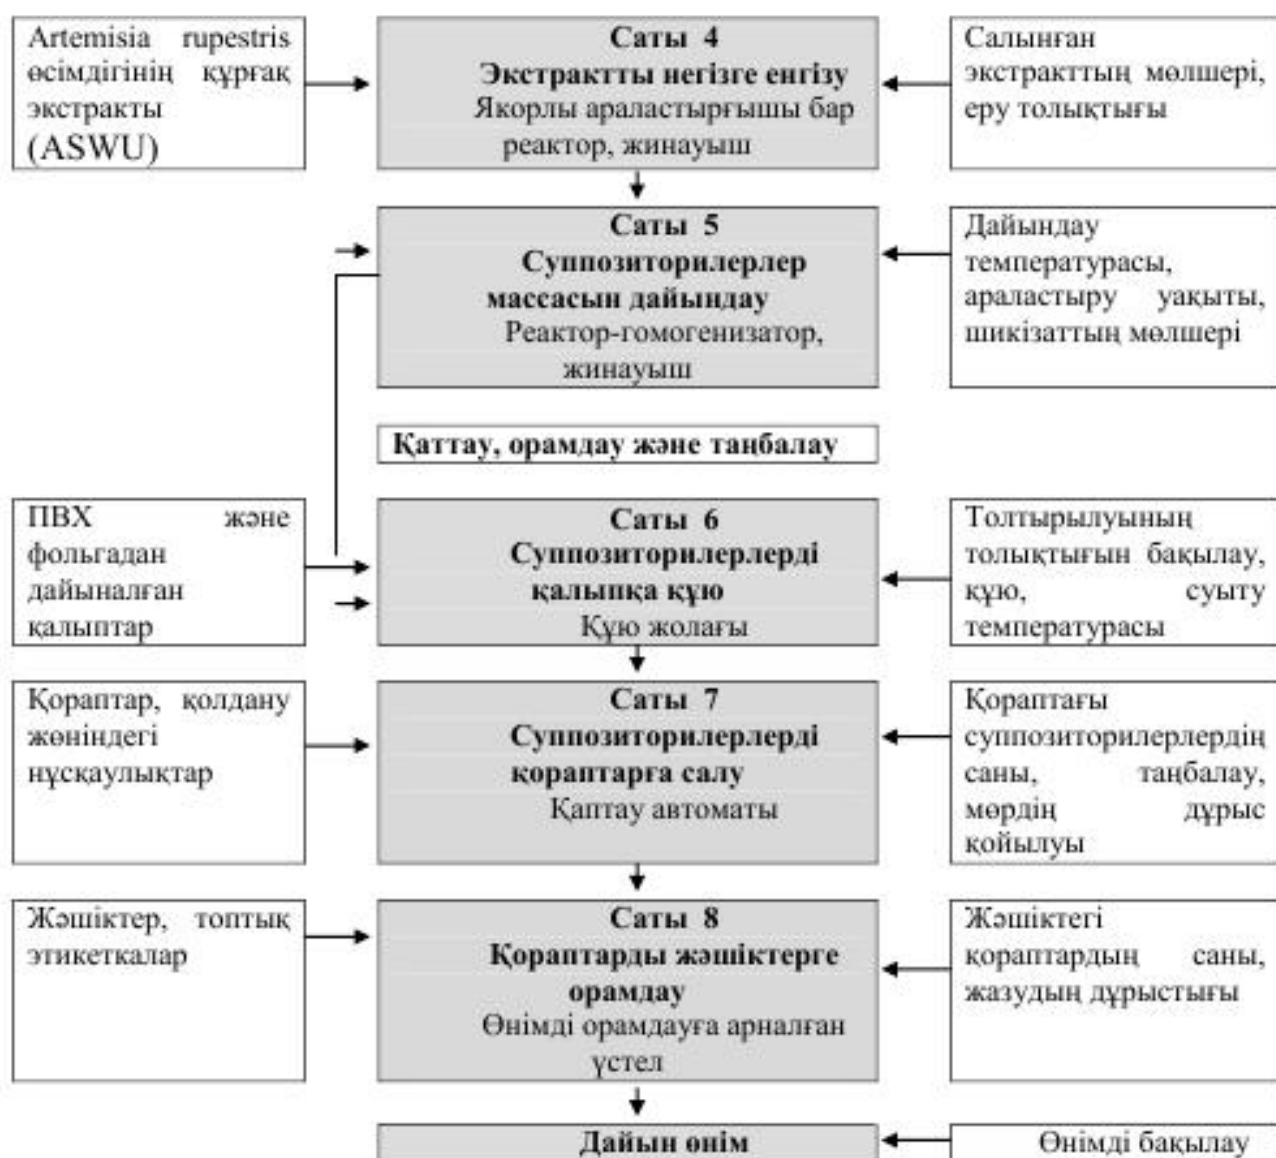 Artemisia rupestris
өсімдігінің құрғақ
экстракты
(ASWU)
Саты 4
Экстрактты негізге енгізу
Якорлы араластырғышы бар
реактор, жинауыш
Салынған
экстракттың мөлшері,
еру толықтығы
Саты 5
Суппозиторилерлер
массасын дайындау
Реактор-гомогенизатор,
жинауыш
Дайындау
температурасы,
араластыру уақыты,
шикізаттың мөлшері
Қаттау, орамдау және таңбалау
ПВХ және
фольгадан
дайыналған
қалыптар
Саты 6
Суппозиторилерлерді
қалыпқа құю
Құю жолағы
Толтырылуының
толықтығын бақылау,
құю, суыту
температурасы
Қораптар, қолдану
жөніндегі
нұсқаулықтар
Саты 7
Суппозиторилерлерді
қораптарға салу
Қаптау автоматы
Қораптағы
суппозиторилерлердің
саны, таңбалау,
мөрдің дұрыс
қойылуы
Жәшіктер, топтық
этикеткалар
Саты 8
Қораптарды жәшіктерге
орамдау
Өнімді орамдауға арналған
үстел
Жәшіктегі
қораптардың саны,
жазудың дұрыстығы
Дайын өнім
Өнімді бақылау